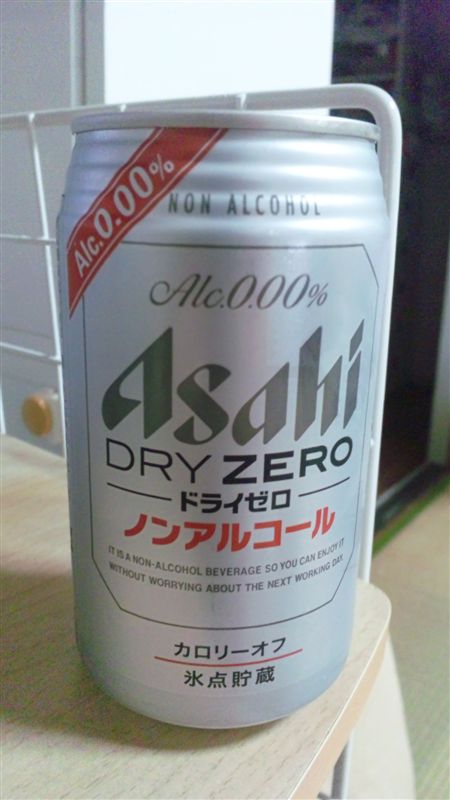 Alc.0.00%
NON ALCOHOL
Alc.0.00%
Asahi
DRY ZERO
ドライゼロ
ノンアルコール
IT IS A NON-ALCOHOL BEVERAGE SO YOU CAN ENJOY IT
WITHOUT WORRYING ABOUT THE NEXT WORKING DAY.
カロリーオフ
氷点貯蔵